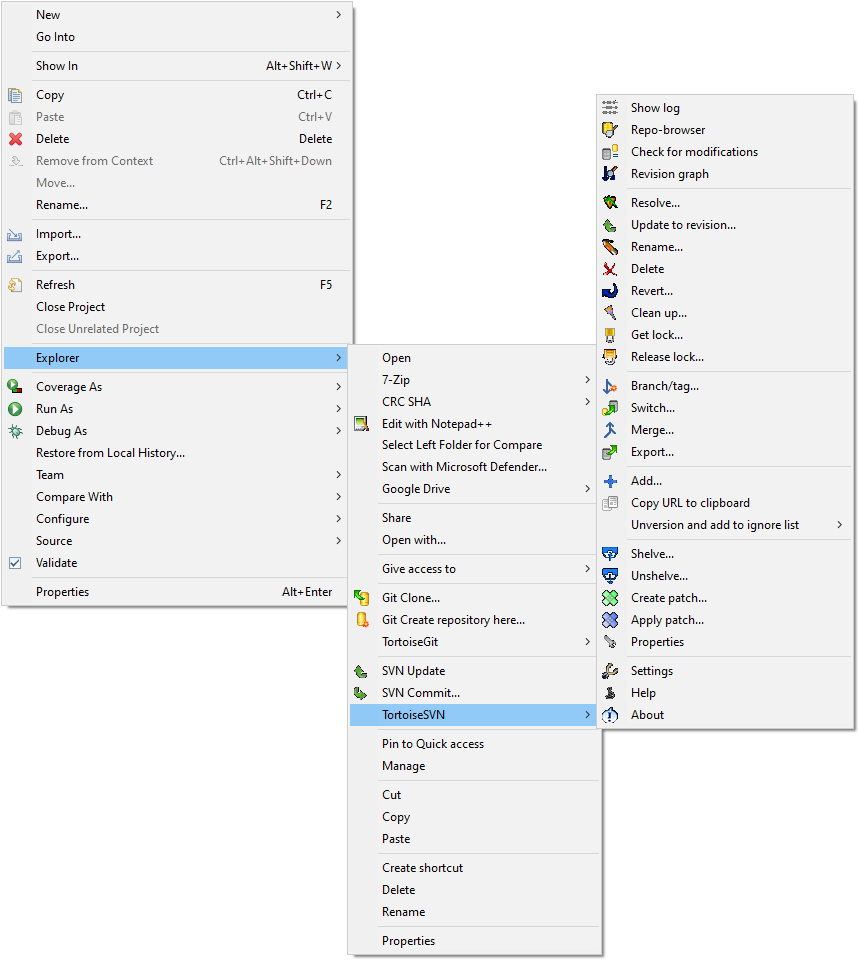 New
Go Into
Show In Alt+Shift+W
Copy Ctrl+C
Paste Ctrl+V
Delete Delete
Remove from Context Ctrl+Alt+Shift+Down
Move...
Rename... F2
Import...
Export...
Refresh F5
Close Project
Close Unrelated Project
Explorer
Coverage As
Run As
Debug As
Restore from Local History...
Team
Compare With
Configure
Source
Validate
Properties Alt+Enter
Open
7-Zip
CRC SHA
Edit with Notepad++
Select Left Folder for Compare
Scan with Microsoft Defender...
Google Drive
Share
Open with...
Give access to
Git Clone...
Git Create repository here...
TortoiseGit
SVN Update
SVN Commit...
TortoiseSVN
Pin to Quick access
Manage
Cut
Copy
Paste
Create shortcut
Delete
Rename
Properties
Show log
Repo-browser
Check for modifications
Revision graph
Resolve...
Update to revision...
Rename...
Delete
Revert...
Clean up...
Get lock...
Release lock...
Branch/tag...
Switch...
Merge...
Export...
Add...
Copy URL to clipboard
Unversion and add to ignore list
Shelve...
Unshelve...
Create patch...
Apply patch...
Properties
Settings
Help
About